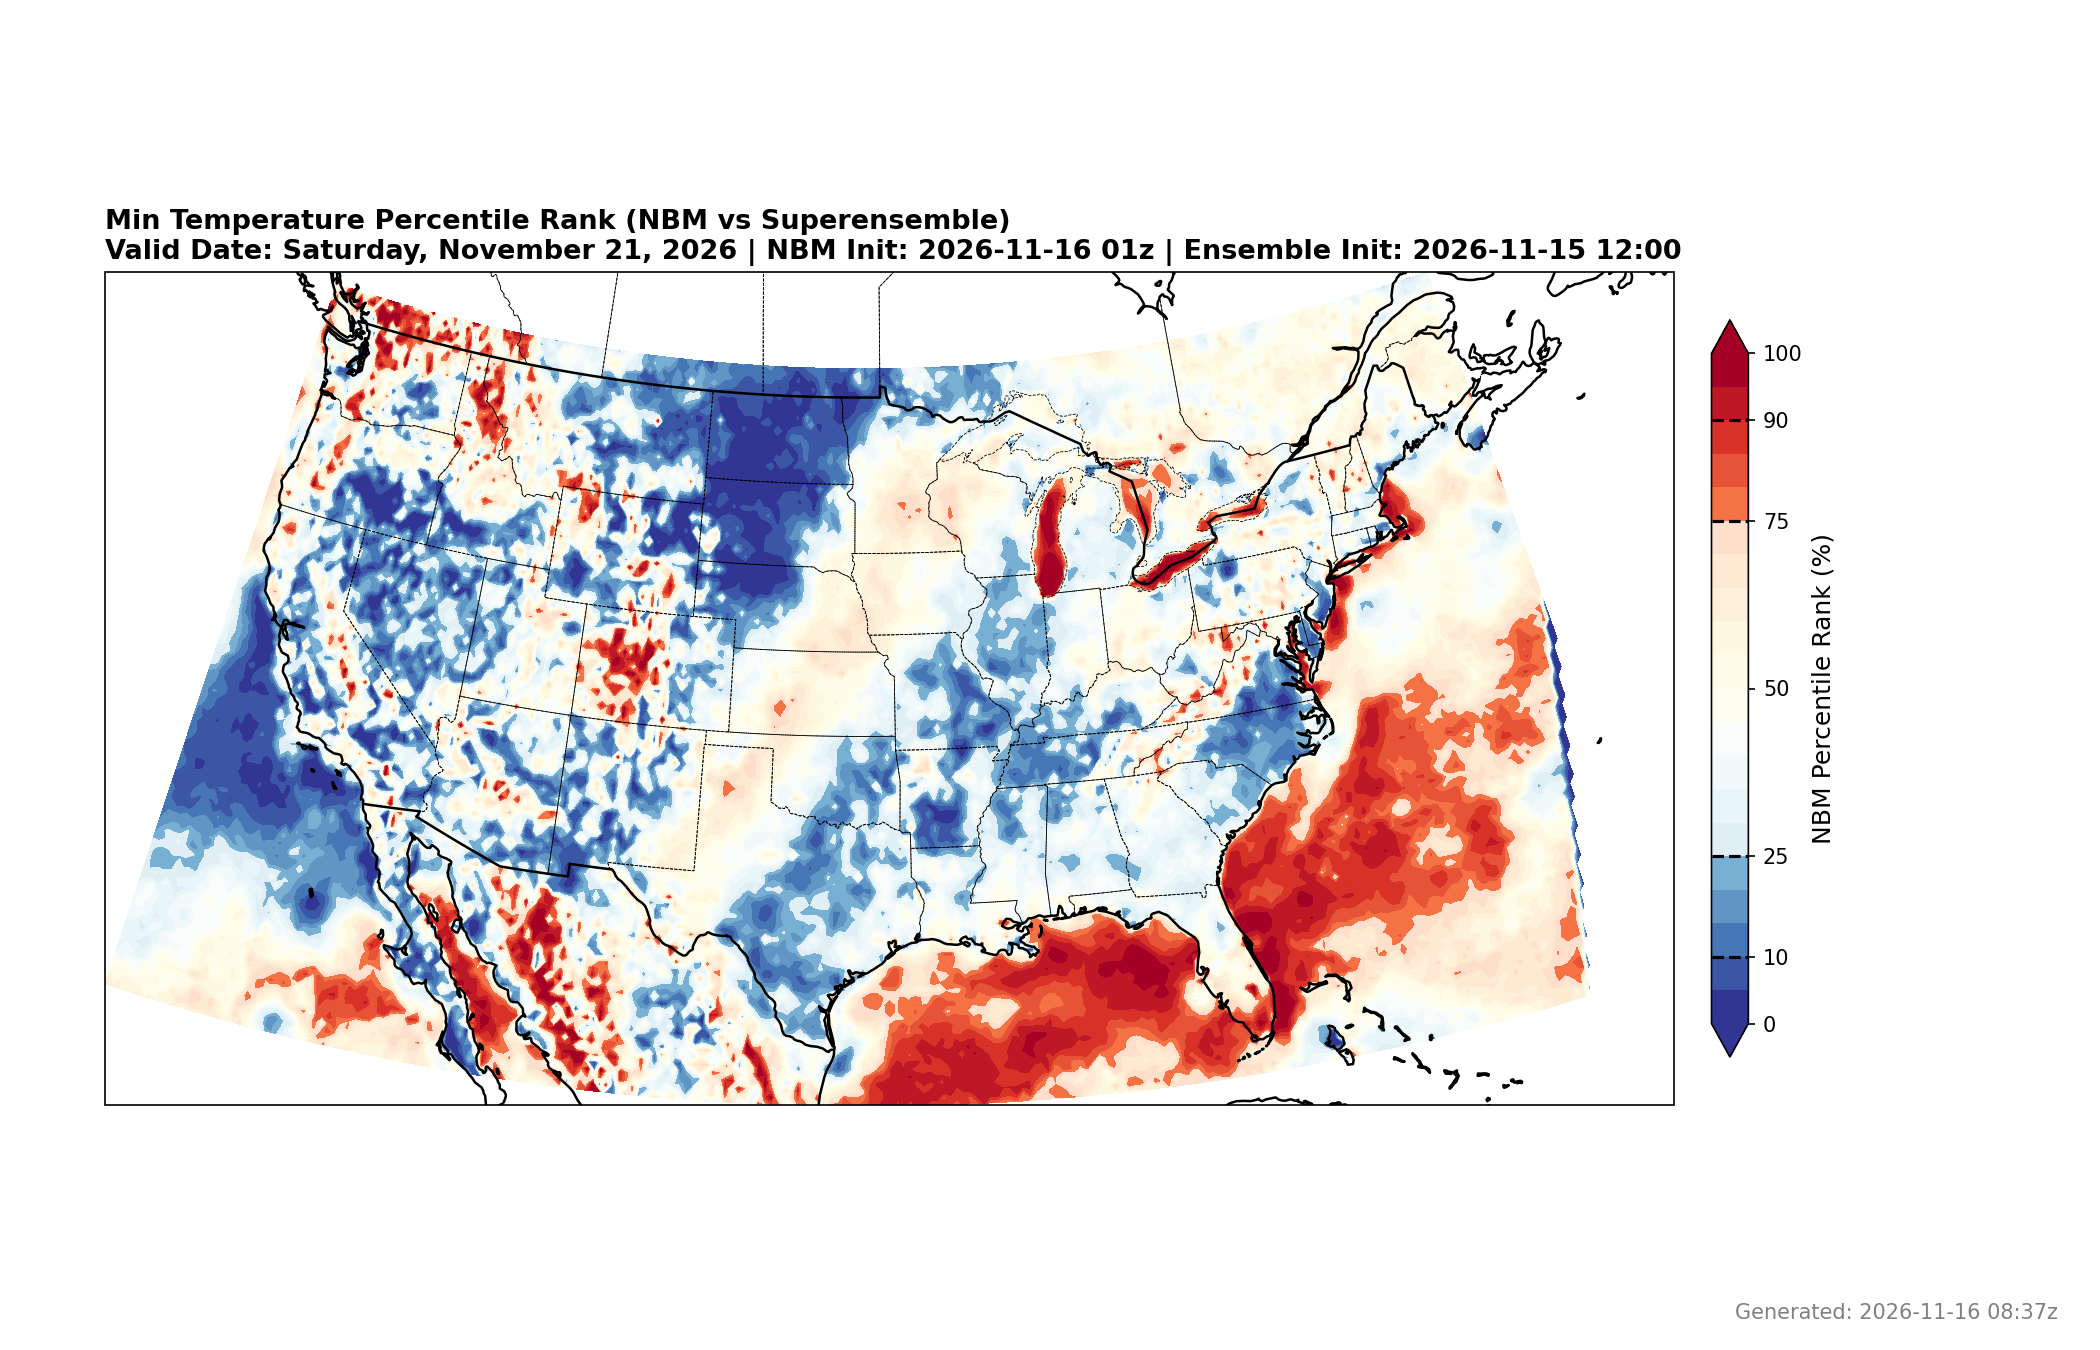 Min Temperature Percentile Rank (NBM vs Superensemble)
Valid Date: Saturday, November 21, 2026 | NBM Init: 2026-11-16 01z | Ensemble Init: 2026-11-15 12:00
100
90
75
50
25
10
0
NBM Percentile Rank (%)
Generated: 2026-11-16 08:37z